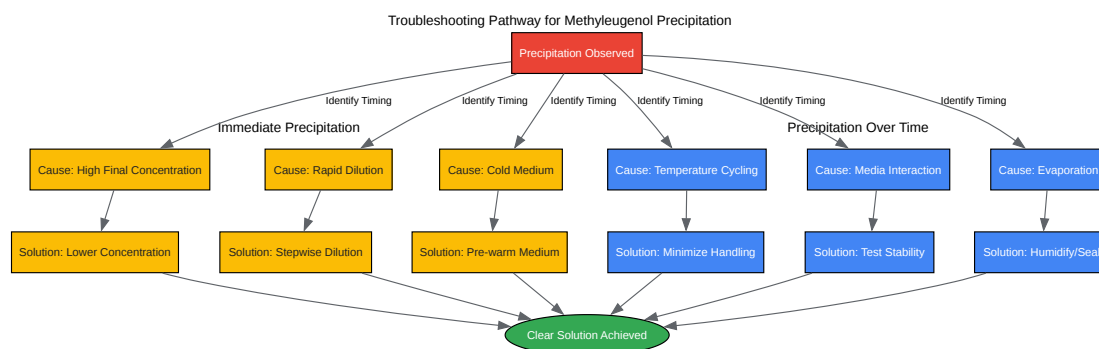 Troubleshooting Pathway for Methyleugenol Precipitation
Precipitation Observed
Identify Timing
Identify Timing
Identify Timing
Identify Timing
Identify Timing
Identify Timing
Immediate Precipitation
Precipitation Over Time
Cause: High Final Concentration
Cause: Rapid Dilution
Cause: Cold Medium
Cause: Temperature Cycling
Cause: Media Interaction
Cause: Evaporation
Solution: Lower Concentration
Solution: Stepwise Dilution
Solution: Pre-warm Medium
Solution: Minimize Handling
Solution: Test Stability
Solution: Humidify/Seal
Clear Solution Achieved